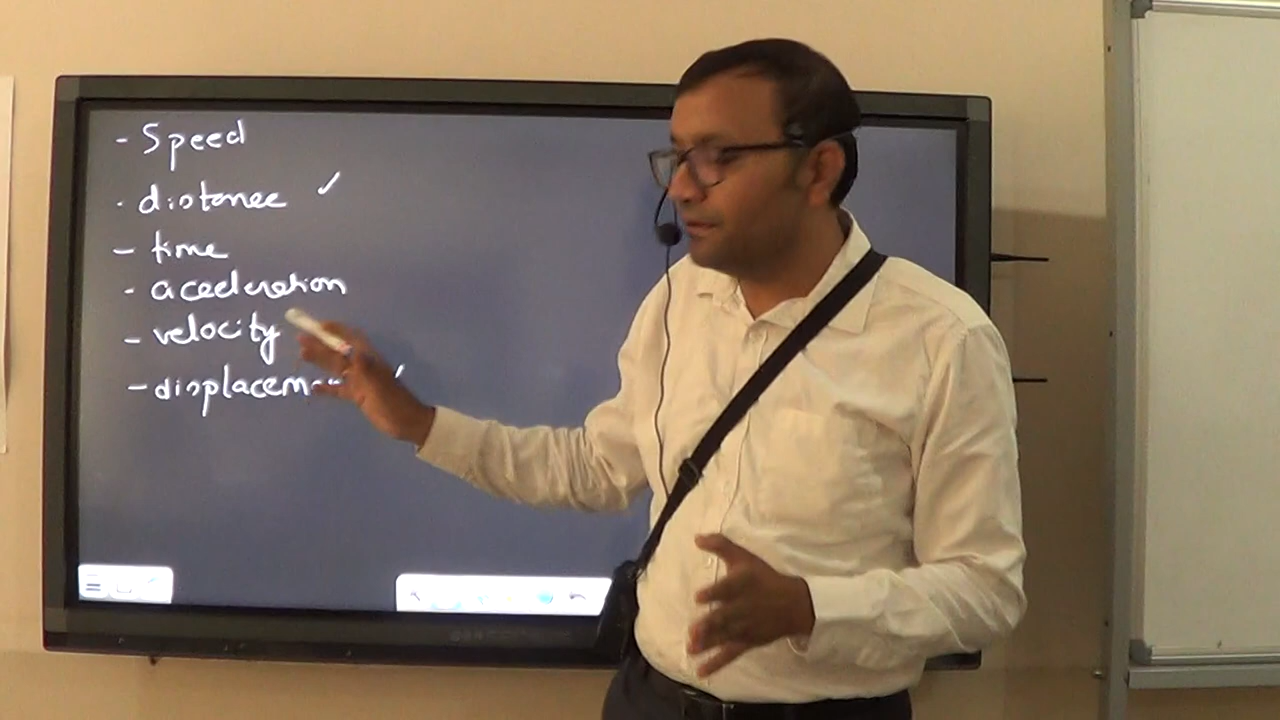 - Speed
- distance ✓
- time
- acceleration
- velocity
- displacem